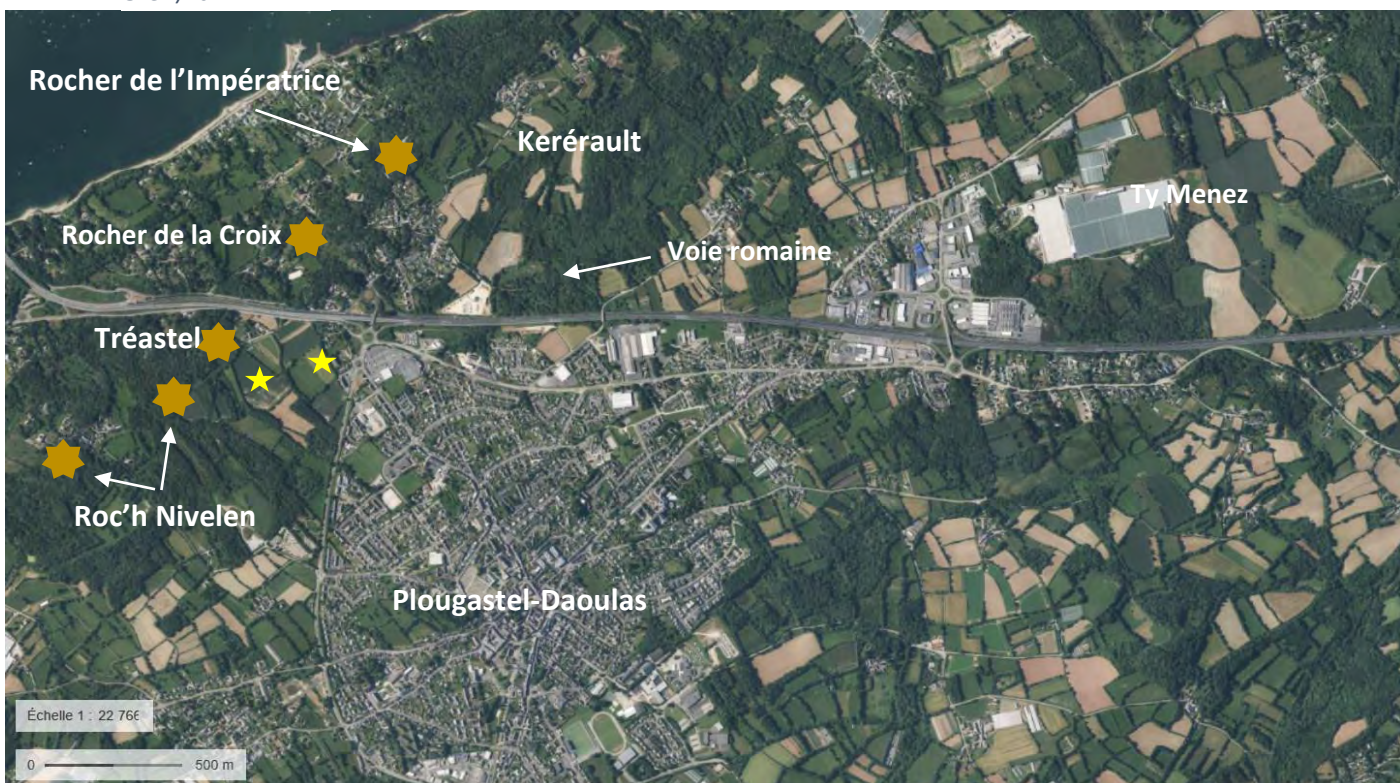 Rocher de l’Impératrice
Kerérault
Ty Menez
Rocher de la Croix
Voie romaine
Tréastel
Roc’h Nivelen
Plougastel-Daoulas
Échelle 1 : 22 766
0 500 m